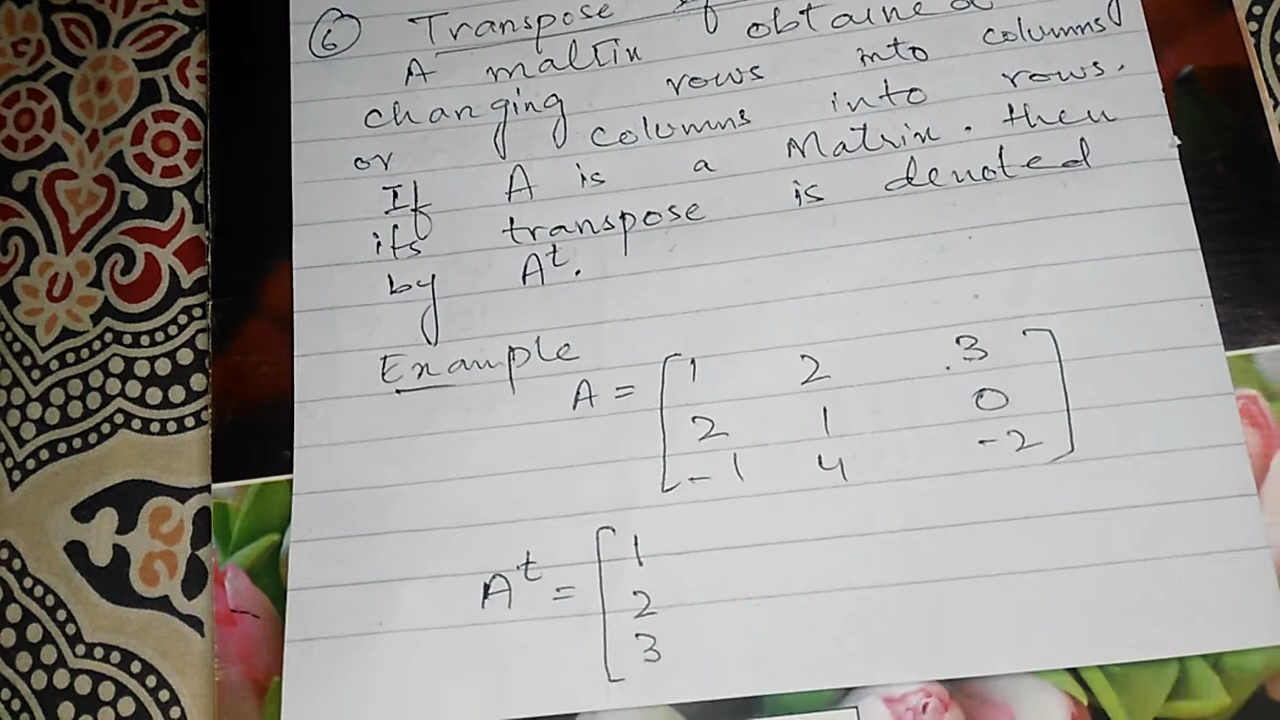 6 Transpose of
A matrix obtained
changing rows into columns
or columns into rows.
If A is a Matrix. then
its transpose is denoted
by Aᵗ.
Example
A = [1 2 3
2 1 0
-1 4 -2]
Aᵗ = [1
2
3